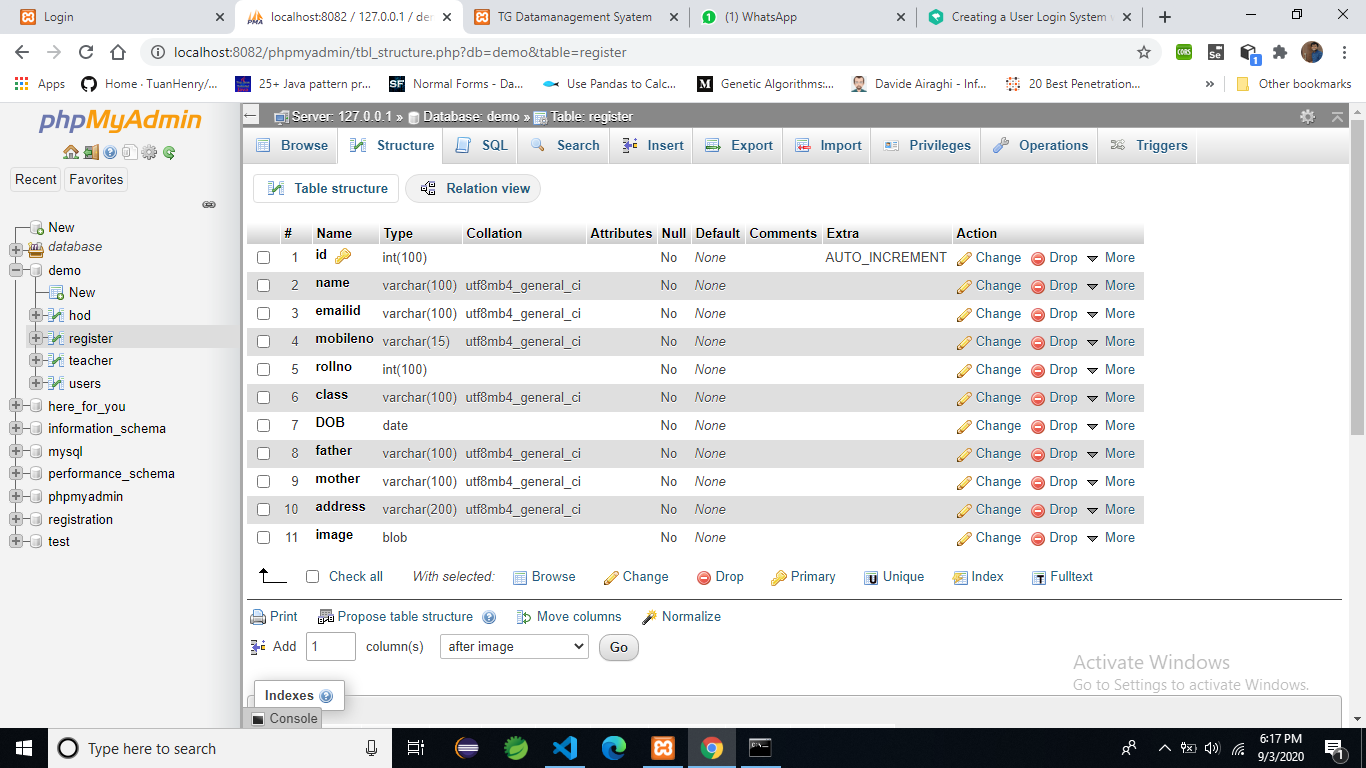 Login
localhost:8082 / 127.0.0.1 / der
TG Datamanagement Syatem
(1) WhatsApp
Creating a User Login System
localhost:8082/phpmyadmin/tbl_structure.php?db=demo&table=register
Apps
Home · TuanHenry/...
25+ Java pattern pr...
Normal Forms - Da...
Use Pandas to Calc...
Genetic Algorithms:...
Davide Airaghi - Inf...
20 Best Penetration...
»
Other bookmarks
phpMyAdmin
Recent Favorites
New
database
demo
New
hod
register
teacher
users
here_for_you
information_schema
mysql
performance_schema
phpmyadmin
registration
test
Server: 127.0.0.1 » Database: demo » Table: register
Browse Structure SQL Search Insert Export Import Privileges Operations Triggers
Table structure Relation view
# Name Type Collation Attributes Null Default Comments Extra Action
1 id int(100) No None AUTO_INCREMENT Change Drop More
2 name varchar(100) utf8mb4_general_ci No None Change Drop More
3 emailid varchar(100) utf8mb4_general_ci No None Change Drop More
4 mobileno varchar(15) utf8mb4_general_ci No None Change Drop More
5 rollno int(100) No None Change Drop More
6 class varchar(100) utf8mb4_general_ci No None Change Drop More
7 DOB date No None Change Drop More
8 father varchar(100) utf8mb4_general_ci No None Change Drop More
9 mother varchar(100) utf8mb4_general_ci No None Change Drop More
10 address varchar(200) utf8mb4_general_ci No None Change Drop More
11 image blob No None Change Drop More
Check all With selected: Browse Change Drop Primary Unique Index Fulltext
Print Propose table structure Move columns Normalize
Add 1 column(s) after image Go
Indexes
Console
Activate Windows
Go to Settings to activate Windows.
Type here to search
6:17 PM
9/3/2020
1